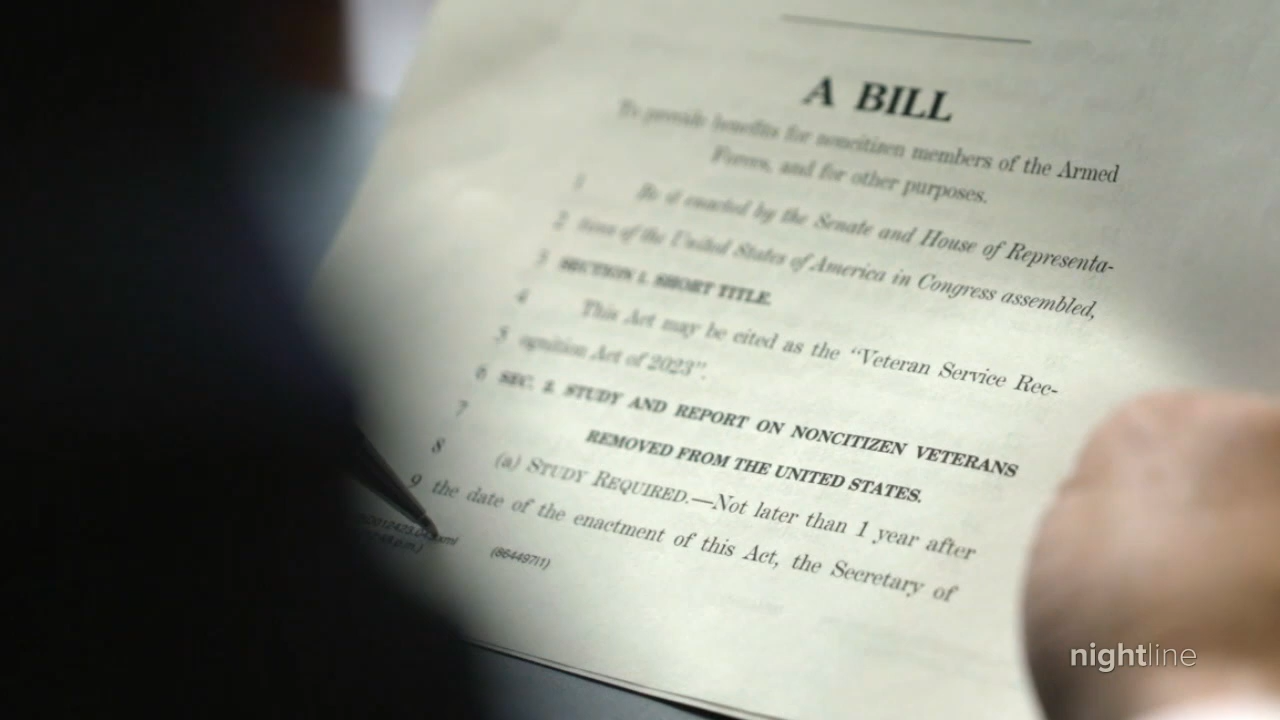 A BILL
To provide benefits for noncitizen members of the Armed
Forces, and for other purposes.
1 Be it enacted by the Senate and House of Representa-
2 tives of the United States of America in Congress assembled,
3 SECTION 1. SHORT TITLE.
4 This Act may be cited as the “Veteran Service Rec-
5 ognition Act of 2023”.
6 SEC. 2. STUDY AND REPORT ON NONCITIZEN VETERANS
7 REMOVED FROM THE UNITED STATES.
8 (a) STUDY REQUIRED.—Not later than 1 year after
9 the date of the enactment of this Act, the Secretary of
(864497|1)
nightline